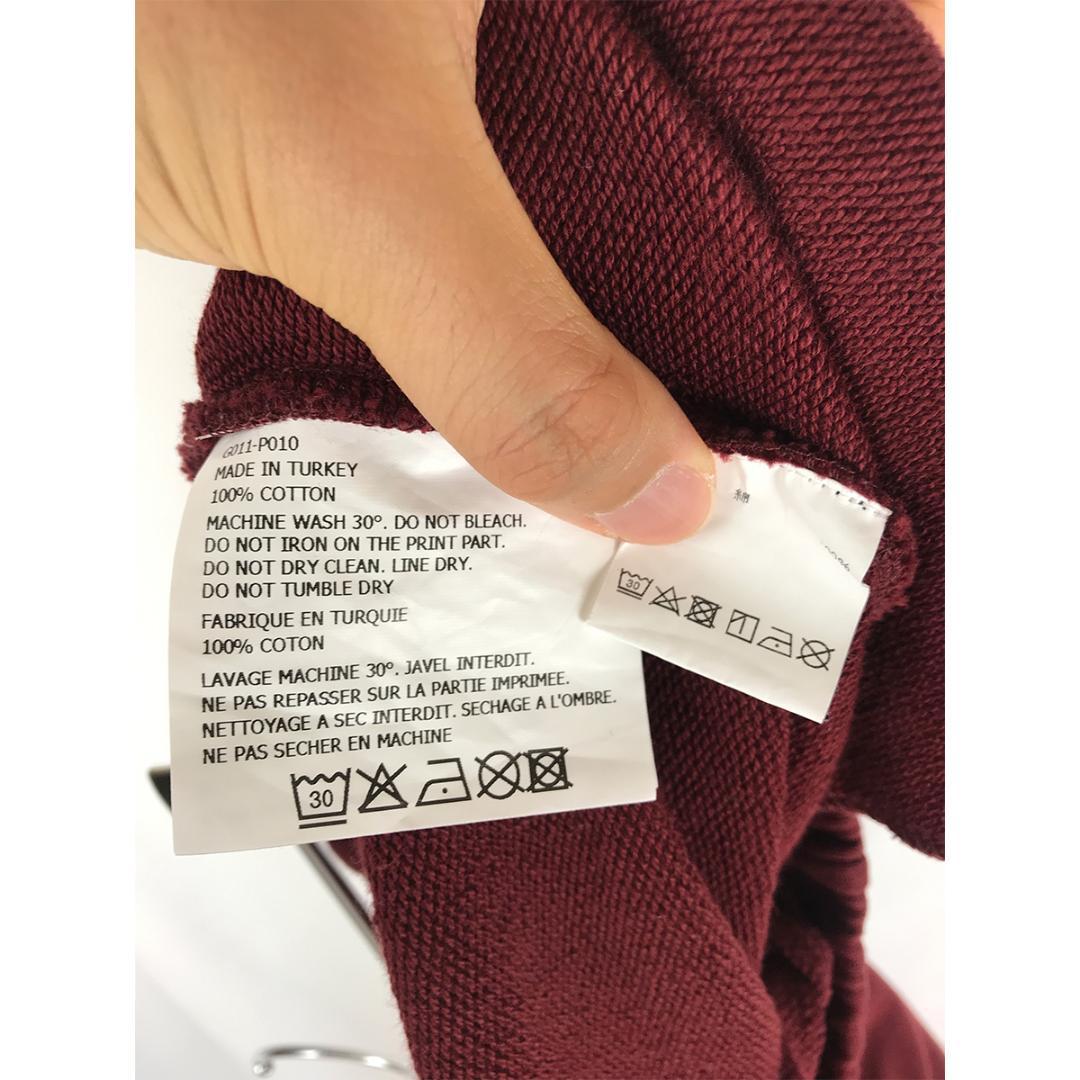 G011-P010
MADE IN TURKEY
100% COTTON
MACHINE WASH 30°. DO NOT BLEACH.
DO NOT IRON ON THE PRINT PART.
DO NOT DRY CLEAN. LINE DRY.
DO NOT TUMBLE DRY
FABRIQUE EN TURQUIE
100% COTON
LAVAGE MACHINE 30°. JAVEL INTERDIT.
NE PAS REPASSER SUR LA PARTIE IMPRIMEE.
NETTOYAGE A SEC INTERDIT. SECHAGE A L'OMBRE.
NE PAS SECHER EN MACHINE
30
綿
30